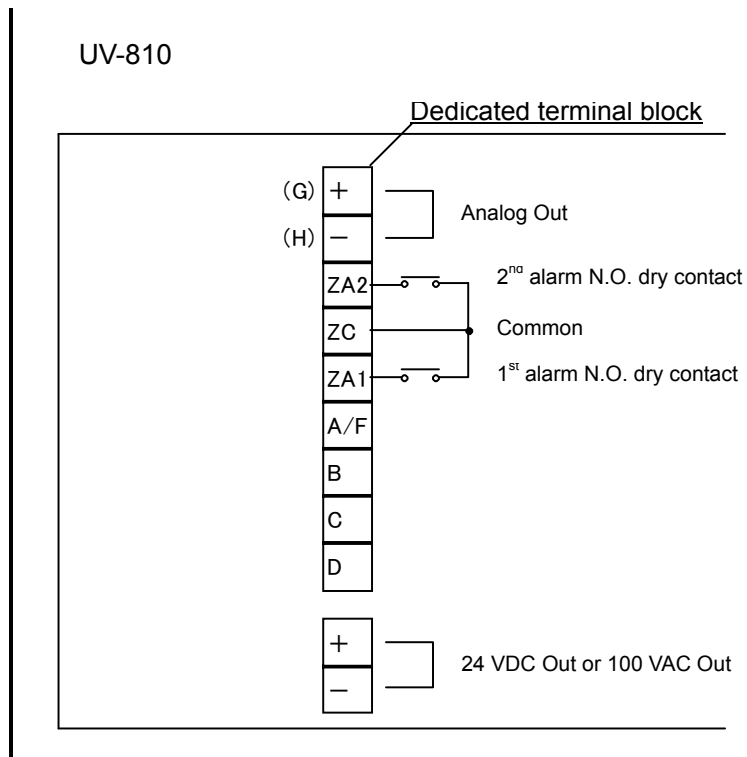 UV-810
Dedicated terminal block
(G) +
Analog Out
(H) −
ZA2
2nd alarm N.O. dry contact
ZC
Common
ZA1
1st alarm N.O. dry contact
A/F
B
C
D
+
24 VDC Out or 100 VAC Out
−